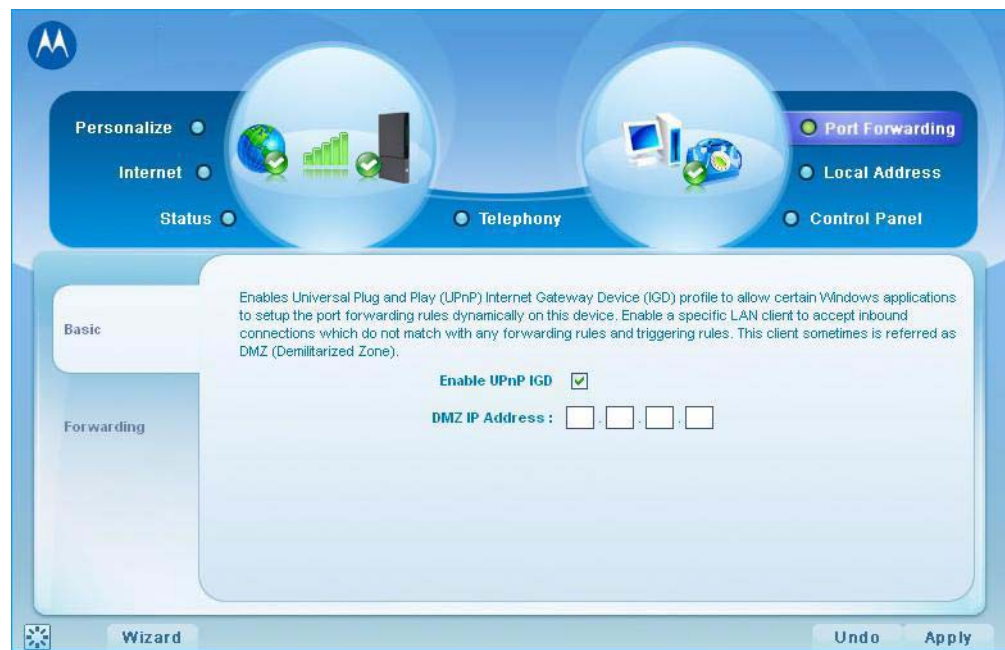 Personalize
Internet
Status
Telephony
Port Forwarding
Local Address
Control Panel
Basic
Forwarding
Enables Universal Plug and Play (UPnP) Internet Gateway Device (IGD) profile to allow certain Windows applications
to setup the port forwarding rules dynamically on this device. Enable a specific LAN client to accept inbound
connections which do not match with any forwarding rules and triggering rules. This client sometimes is referred as
DMZ (Demilitarized Zone).
Enable UPnP IGD
DMZ IP Address : . . .
Wizard
Undo
Apply